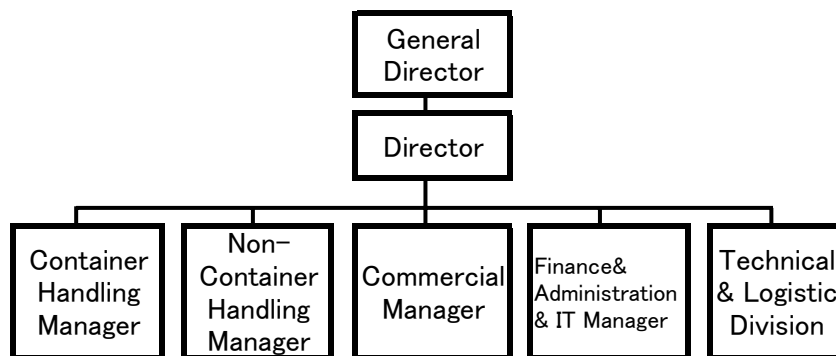 General
Director
Director
Container
Handling
Manager
Non-
Container
Handling
Manager
Commercial
Manager
Finance&
Administration
& IT Manager
Technical
& Logistic
Division